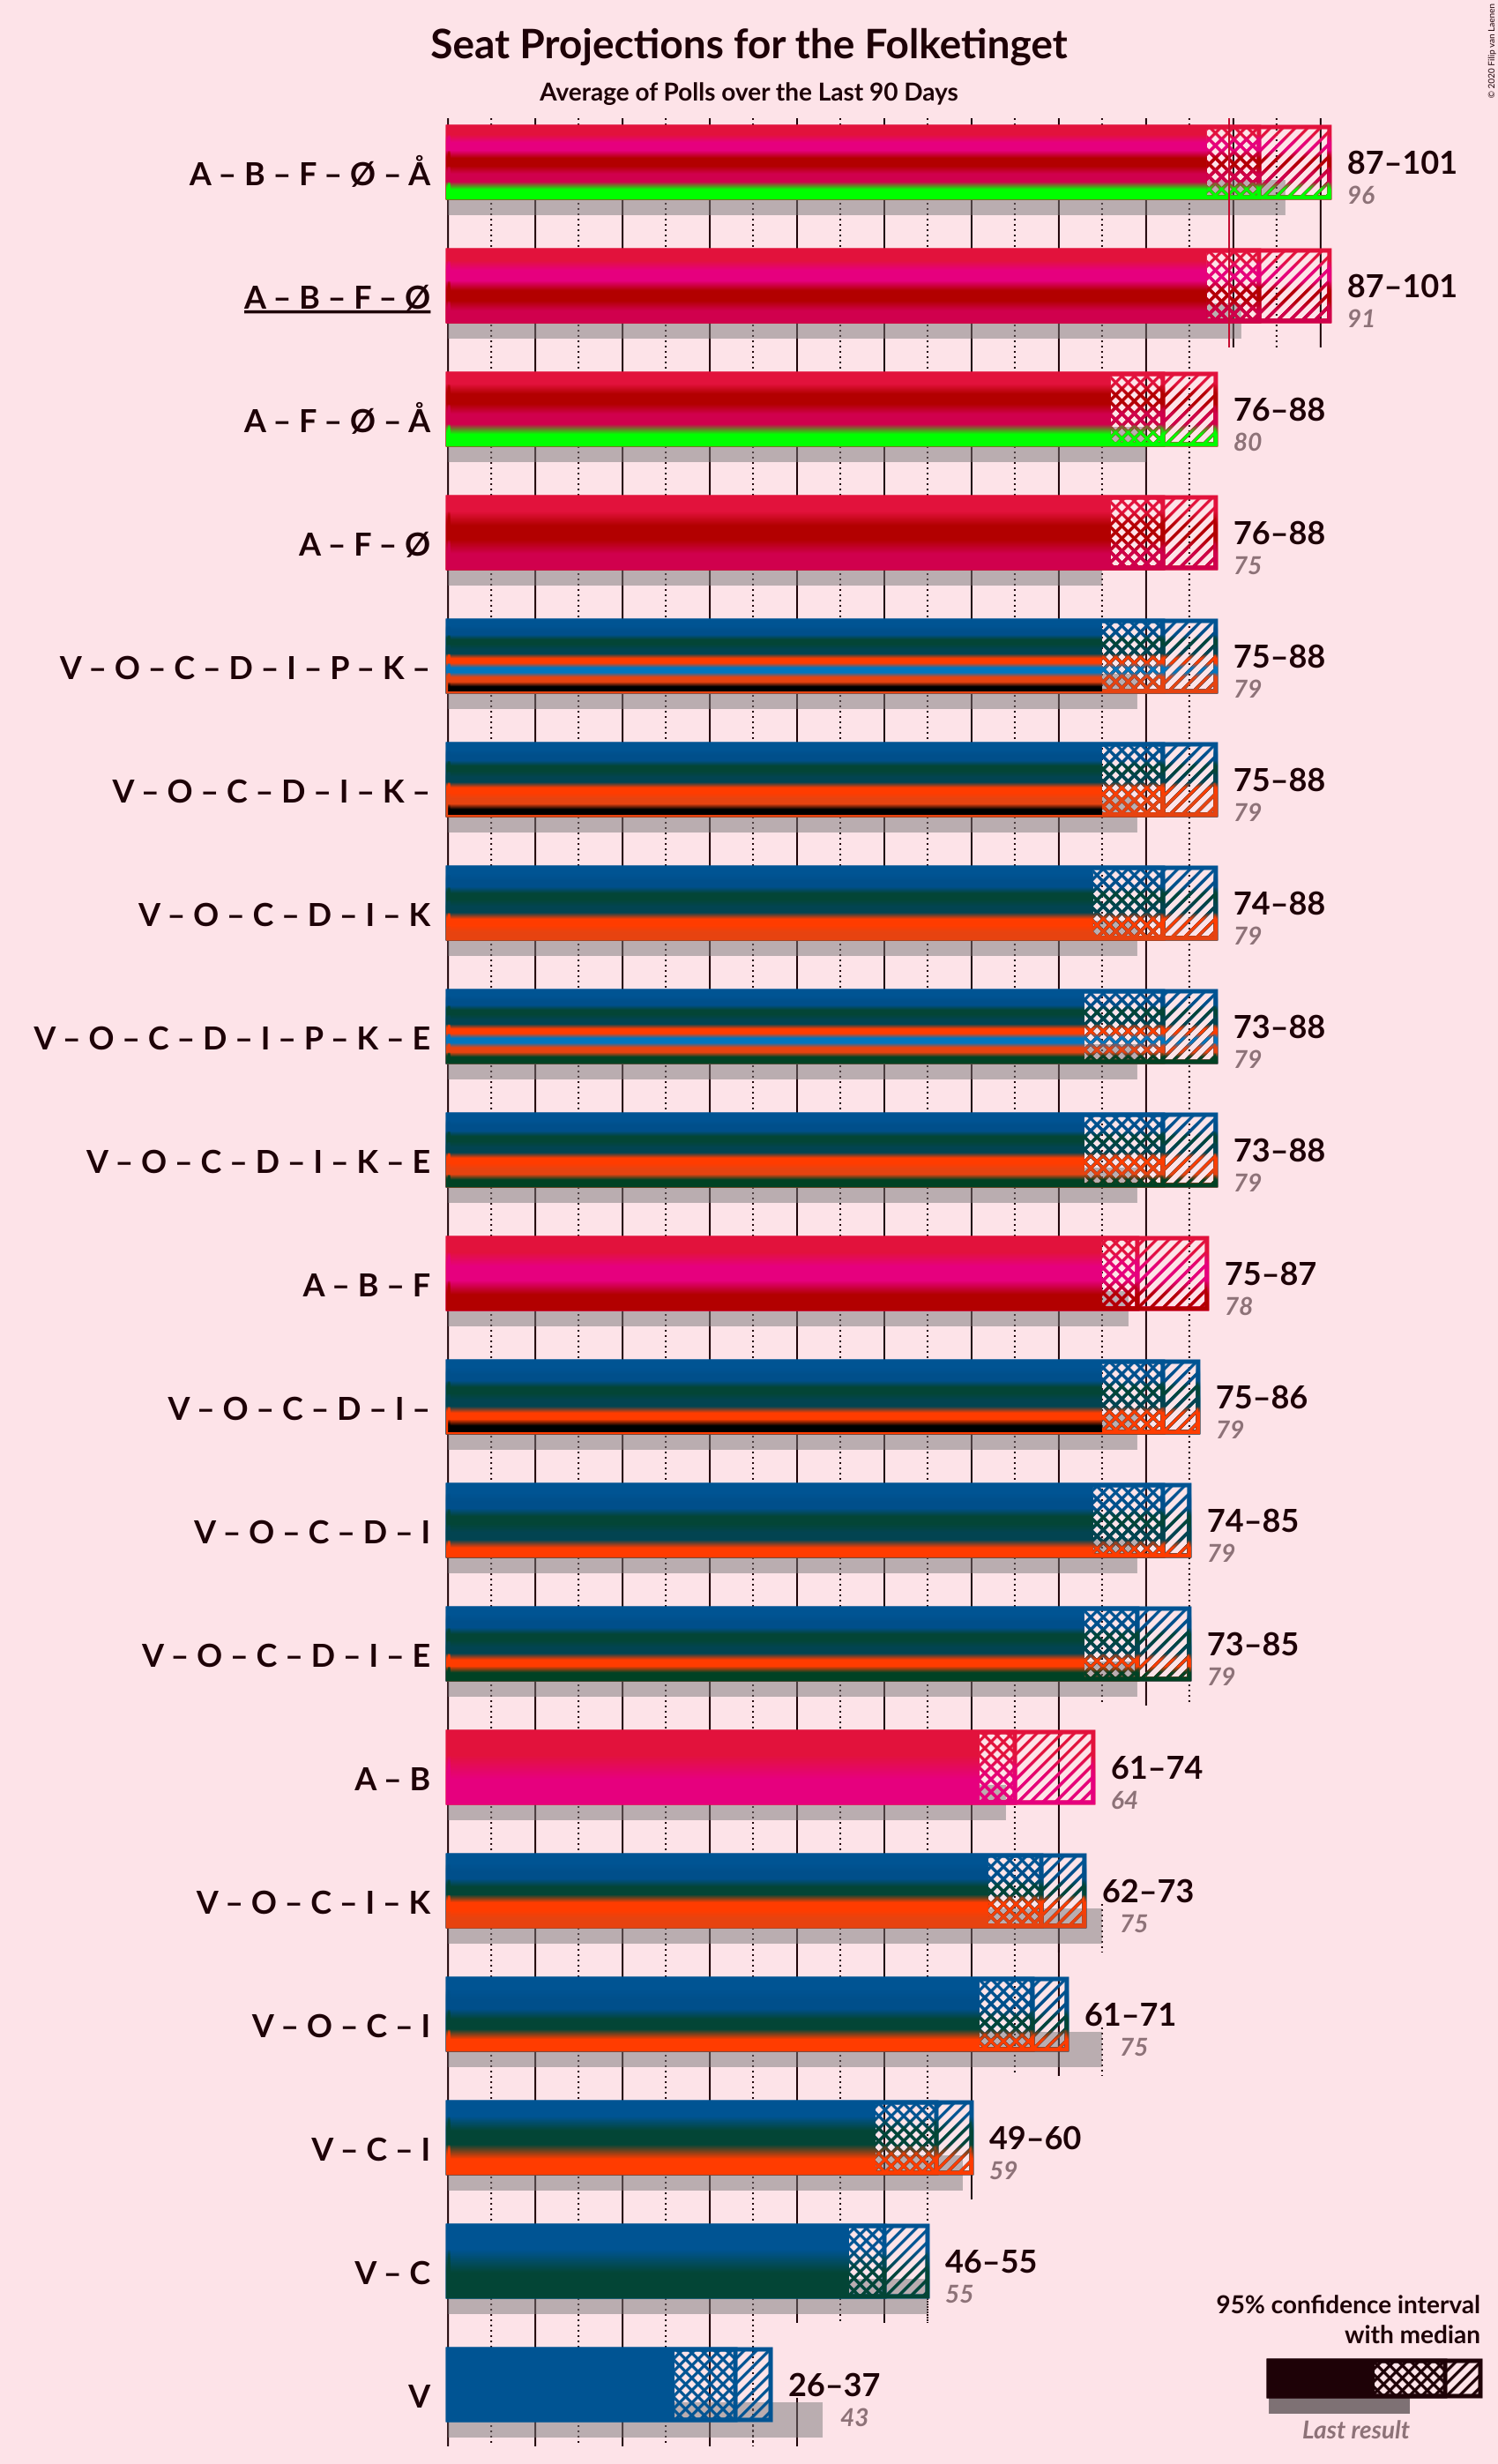 Seat Projections for the Folketinget
Average of Polls over the Last 90 Days
© 2020 Filip van Laenen
A – B – F – Ø – Å
87–101
96
A – B – F – Ø
87–101
91
A – F – Ø – Å
76–88
80
A – F – Ø
76–88
75
V – O – C – D – I – P – K –
75–88
79
V – O – C – D – I – K –
75–88
79
V – O – C – D – I – K
74–88
79
V – O – C – D – I – P – K – E
73–88
79
V – O – C – D – I – K – E
73–88
79
A – B – F
75–87
78
V – O – C – D – I –
75–86
79
V – O – C – D – I
74–85
79
V – O – C – D – I – E
73–85
79
A – B
61–74
64
V – O – C – I – K
62–73
75
V – O – C – I
61–71
75
V – C – I
49–60
59
V – C
46–55
55
V
26–37
43
95% confidence interval
with median
Last result